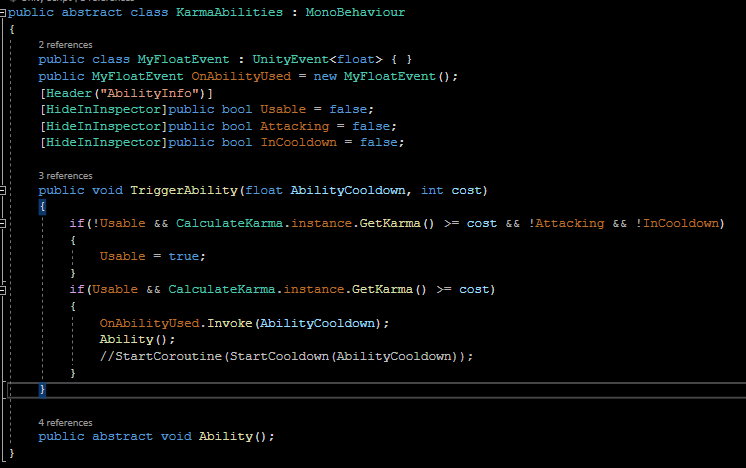 public abstract class KarmaAbilities : MonoBehaviour
{
2 references
public class MyFloatEvent : UnityEvent<float> { }
public MyFloatEvent OnAbilityUsed = new MyFloatEvent();
[Header("AbilityInfo")]
[HideInInspector]public bool Usable = false;
[HideInInspector]public bool Attacking = false;
[HideInInspector]public bool InCooldown = false;
3 references
public void TriggerAbility(float AbilityCooldown, int cost)
{
if(!Usable && CalculateKarma.instance.GetKarma() >= cost && !Attacking && !InCooldown)
{
Usable = true;
}
if(Usable && CalculateKarma.instance.GetKarma() >= cost)
{
OnAbilityUsed.Invoke(AbilityCooldown);
Ability();
//StartCoroutine(StartCooldown(AbilityCooldown));
}
}
4 references
public abstract void Ability();
}